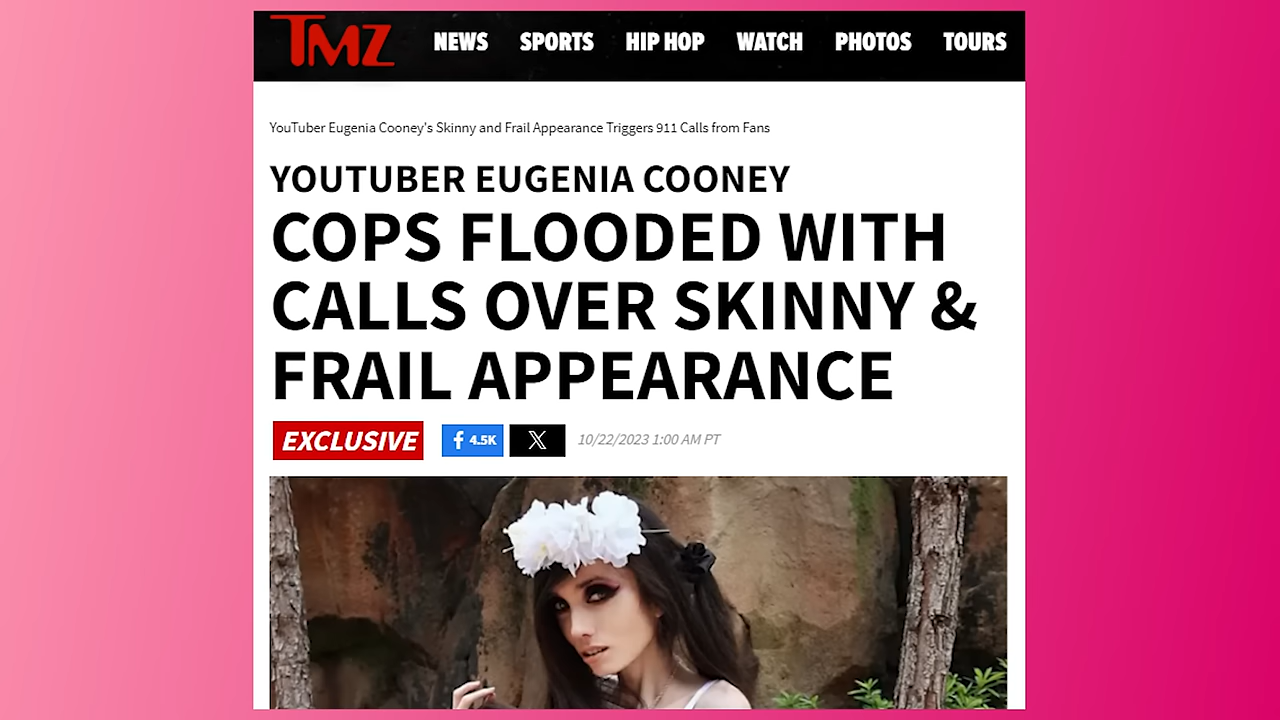 TMZ NEWS SPORTS HIP HOP WATCH PHOTOS TOURS
YouTuber Eugenia Cooney's Skinny and Frail Appearance Triggers 911 Calls from Fans
YOUTUBER EUGENIA COONEY
COPS FLOODED WITH
CALLS OVER SKINNY &
FRAIL APPEARANCE
EXCLUSIVE f 4.5K X 10/22/2023 1:00 AM PT